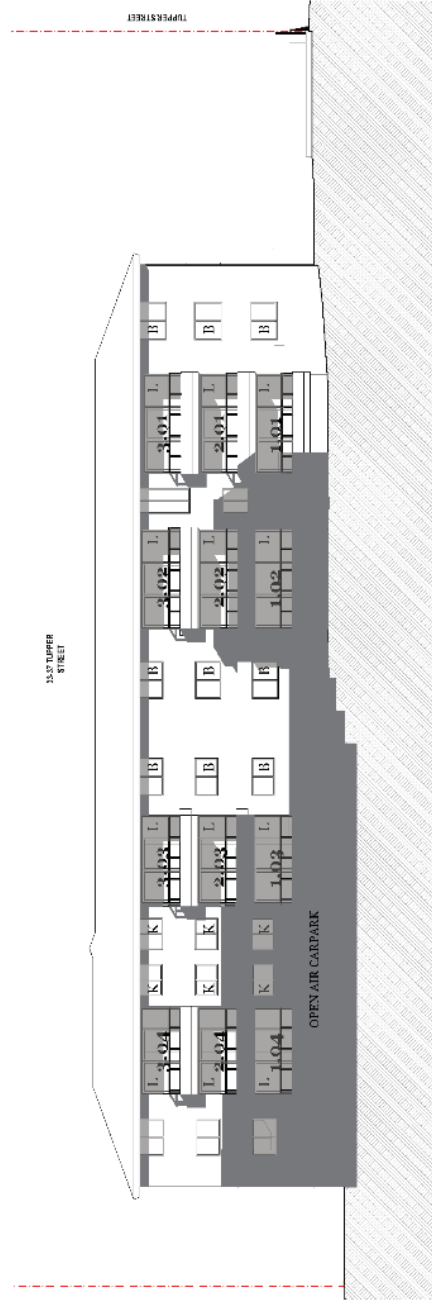 33-37 TUPPER
STREET
TUPPER STREET
L 3.04 K K 3.03 L B B 3.02 L 3.01 L B
L 2.04 K K 2.03 L B B 2.02 L 2.01 L B
L 1.04 K K 1.03 L B B 1.02 L 1.01 L B
OPEN AIR CARPARK